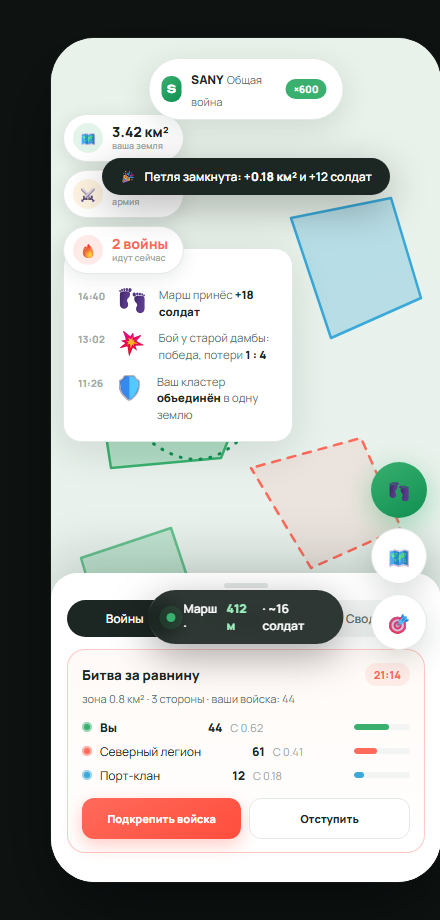 S
SANY Общая
война
×600
3.42 км²
ваша земля
Петля замкнута: +0.18 км² и +12 солдат
армия
2 войны
идут сейчас
14:40 Марш принёс +18
солдат
13:02 Бой у старой дамбы:
победа, потери 1 : 4
11:26 Ваш кластер
объединён в одну
землю
Войны
Марш 412 · ~16
· м солдат
Свод
Битва за равнину 21:14
зона 0.8 км² · 3 стороны · ваши войска: 44
Вы 44 С 0.62
Северный легион 61 С 0.41
Порт-клан 12 С 0.18
Подкрепить войска Отступить